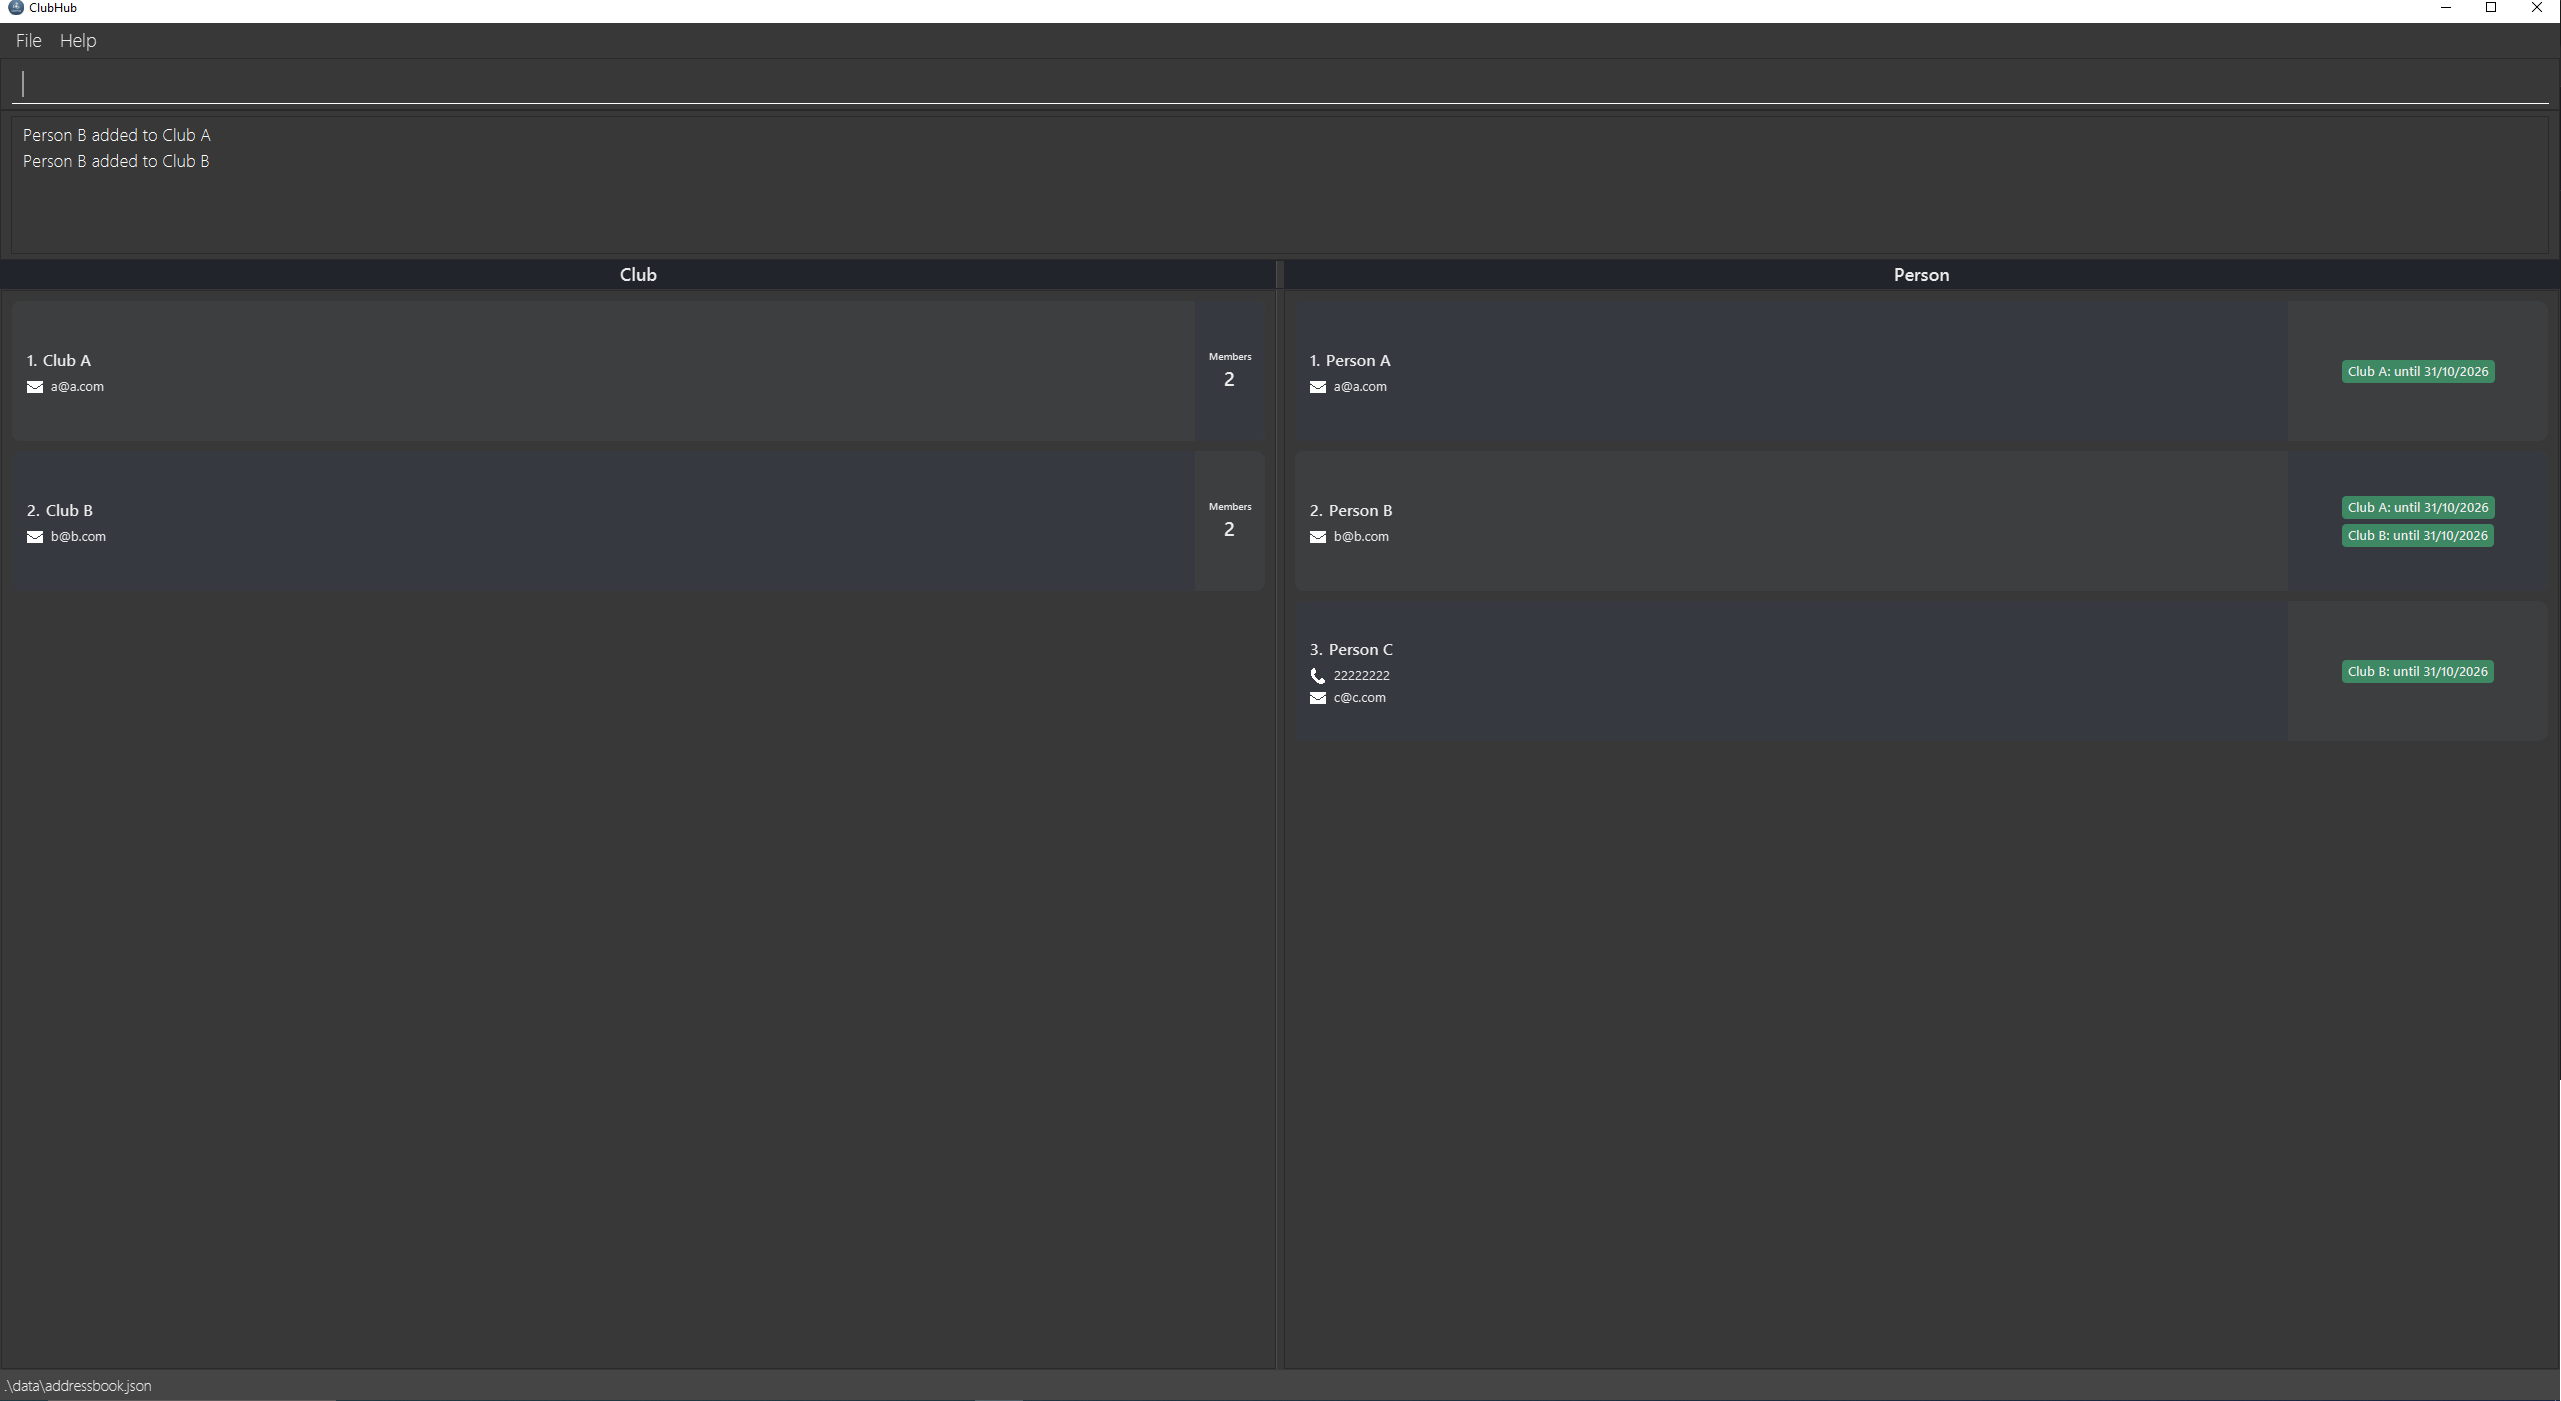 ClubHub
File Help
Person B added to Club A
Person B added to Club B
Club
Person
1. Club A
a@a.com
Members
2
2. Club B
b@b.com
Members
2
1. Person A
a@a.com
Club A: until 31/10/2026
2. Person B
b@b.com
Club A: until 31/10/2026
Club B: until 31/10/2026
3. Person C
22222222
c@c.com
Club B: until 31/10/2026
.\data\addressbook.json